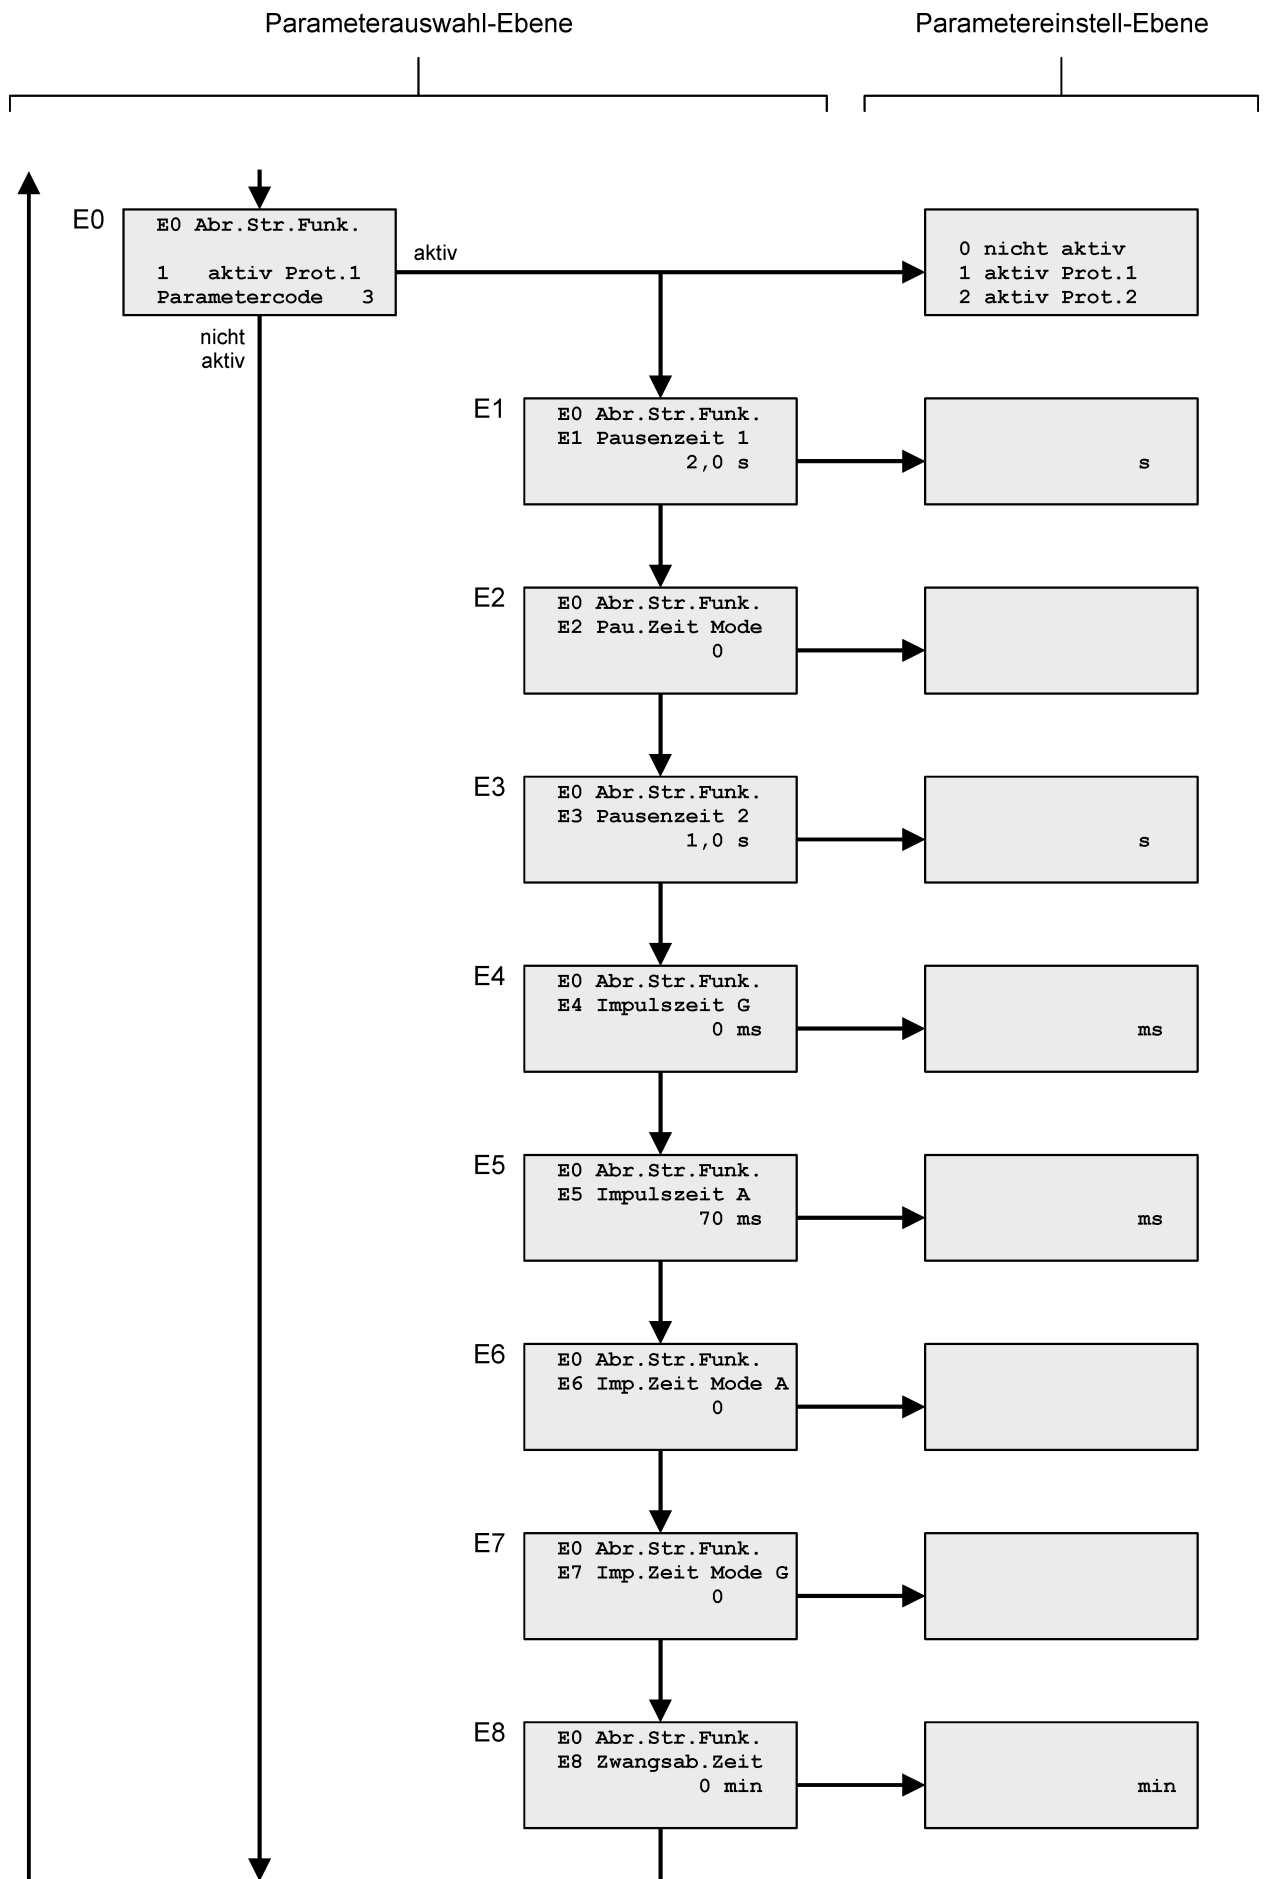 Parameterauswahl-Ebene
Parametereinstell-Ebene
E0
E0 Abr.Str.Funk.
1 aktiv Prot.1
Parametercode 3
aktiv
0 nicht aktiv
1 aktiv Prot.1
2 aktiv Prot.2
nicht
aktiv
E1
E0 Abr.Str.Funk.
E1 Pausenzeit 1
2,0 s
s
E2
E0 Abr.Str.Funk.
E2 Pau.Zeit Mode
0
E3
E0 Abr.Str.Funk.
E3 Pausenzeit 2
1,0 s
s
E4
E0 Abr.Str.Funk.
E4 Impulszeit G
0 ms
ms
E5
E0 Abr.Str.Funk.
E5 Impulszeit A
70 ms
ms
E6
E0 Abr.Str.Funk.
E6 Imp.Zeit Mode A
0
E7
E0 Abr.Str.Funk.
E7 Imp.Zeit Mode G
0
E8
E0 Abr.Str.Funk.
E8 Zwangsab.Zeit
0 min
min